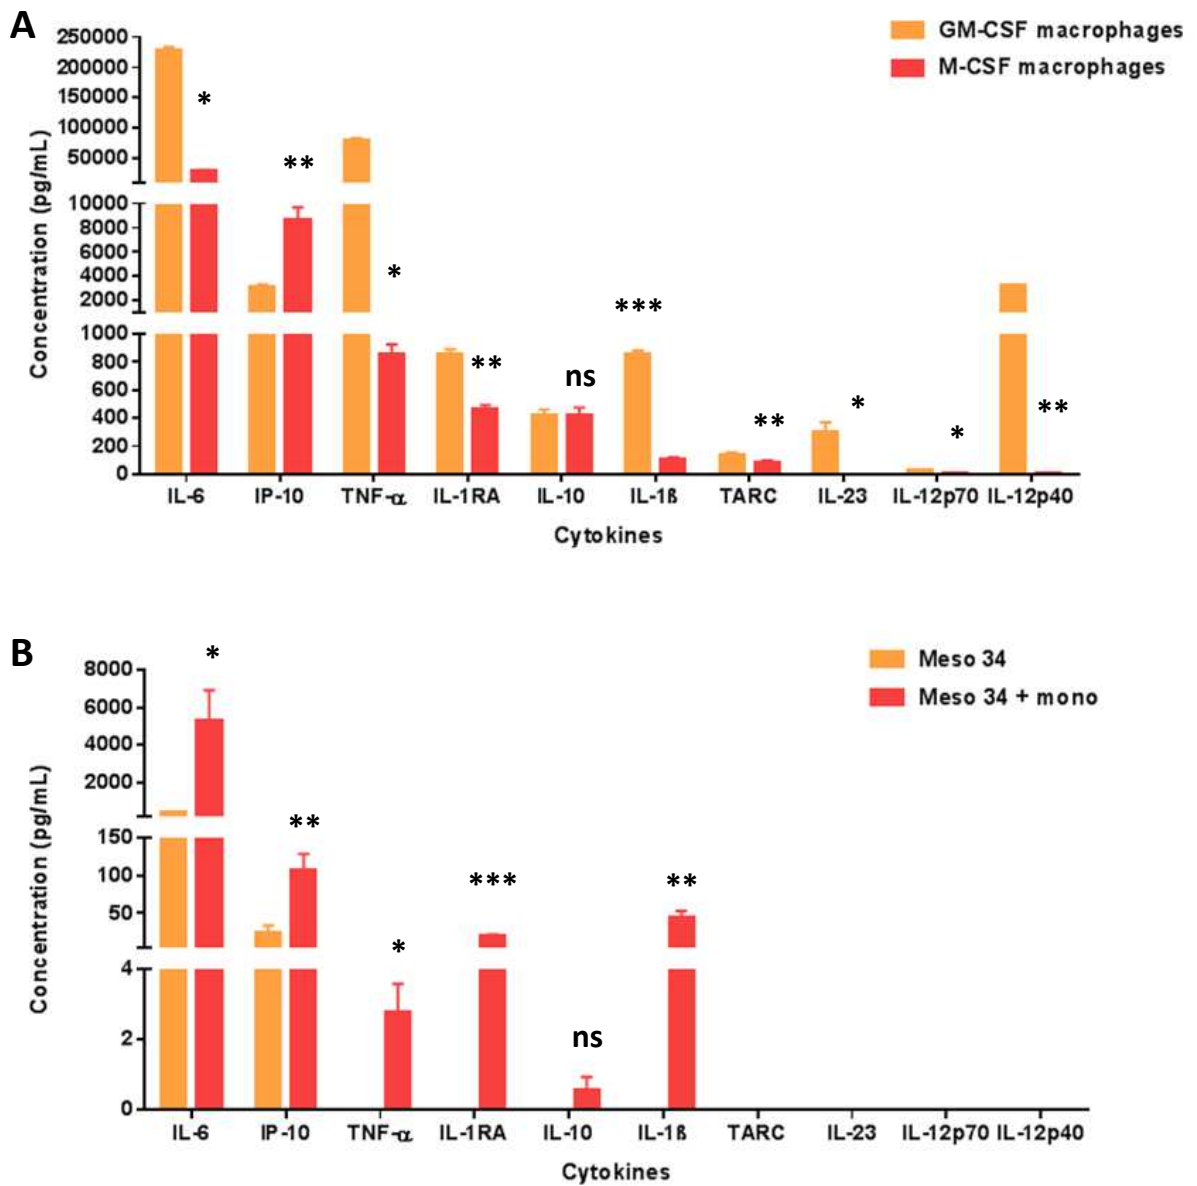 A
GM-CSF macrophages
M-CSF macrophages
Concentration (pg/mL)
250000
200000
150000
100000
50000
10000
8000
6000
4000
2000
1000
800
600
400
200
0
*
**
*
**
ns
***
**
*
*
**
IL-6 IP-10 TNF-α IL-1RA IL-10 IL-1ß TARC IL-23 IL-12p70 IL-12p40
Cytokines
B
Meso 34
Meso 34 + mono
Concentration (pg/mL)
8000
6000
4000
2000
150
100
50
4
2
0
*
**
*
***
ns
**
IL-6 IP-10 TNF-α IL-1RA IL-10 IL-1ß TARC IL-23 IL-12p70 IL-12p40
Cytokines